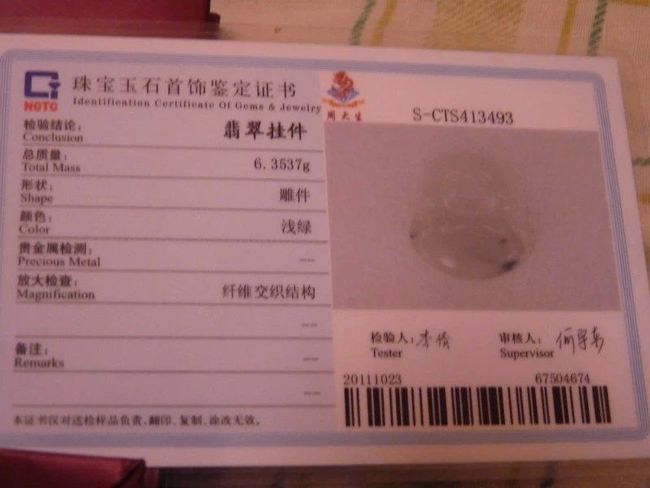 NGTC
珠宝玉石首饰鉴定证书
Identification Certificate Of Gems & Jewelry
检验结论：
Conclusion
翡翠挂件
总质量：
Total Mass
6.3537g
形状：
Shape
雕件
颜色：
Color
浅绿
贵金属检测：
Precious Metal
—
放大检查：
Magnification
纤维交织结构
—
备注：
Remarks
—
—
本证书仅对送检样品负责，翻印、复制、涂改无效。
周大生
S-CTS413493
检验人：
Tester
审核人：
Supervisor
20111023
67504674